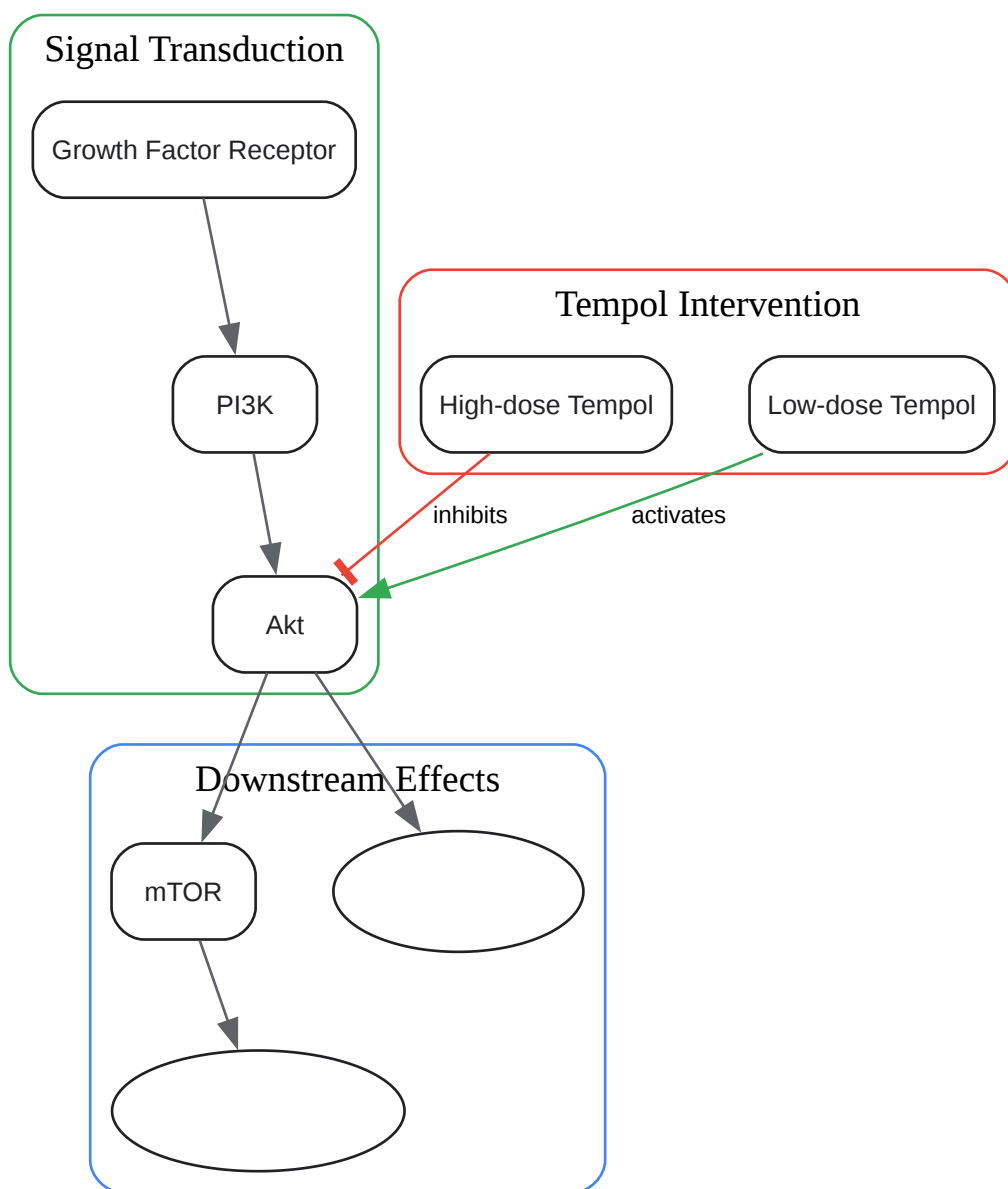 Signal Transduction
Growth Factor Receptor
Tempol Intervention
PI3K
High-dose Tempol
Low-dose Tempol
inhibits
activates
Akt
Downstream Effects
mTOR